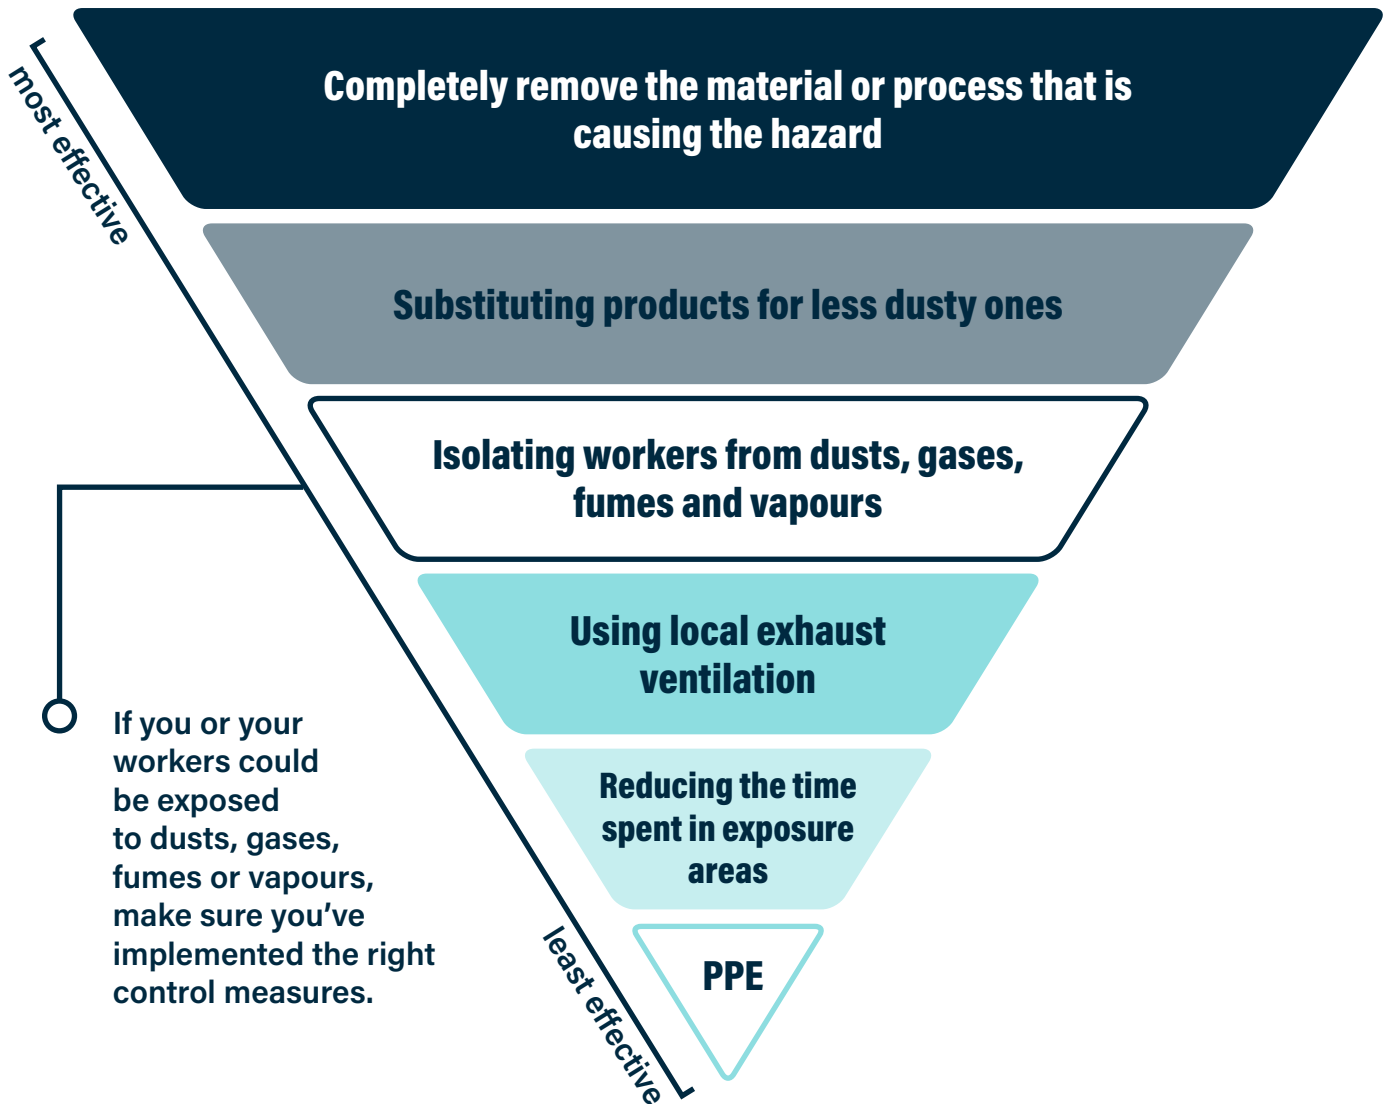 most effective
Completely remove the material or process that is
causing the hazard
Substituting products for less dusty ones
Isolating workers from dusts, gases,
fumes and vapours
Using local exhaust
ventilation
Reducing the time
spent in exposure
areas
PPE
least effective
If you or your
workers could
be exposed
to dusts, gases,
fumes or vapours,
make sure you’ve
implemented the right
control measures.